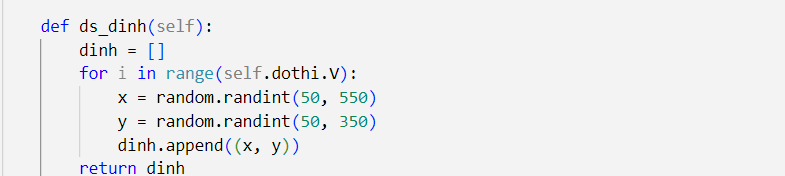 def ds_dinh(self):
dinh = []
for i in range(self.dothi.V):
x = random.randint(50, 550)
y = random.randint(50, 350)
dinh.append((x, y))
return dinh